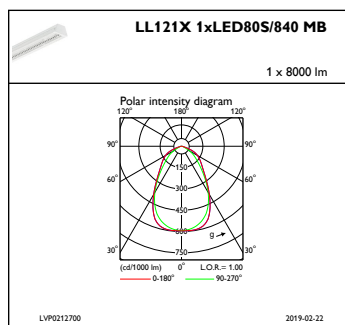 LL121X 1xLED80S/840 MB
1 x 8000 lm
Polar intensity diagram
120° 180° 120°
90° 90°
60° 60°
150
300
450
600
750
g
30° 30°
(cd/1000 lm) 0° L.O.R.= 1.00
0-180° 90-270°
LVP0212700 2019-02-22